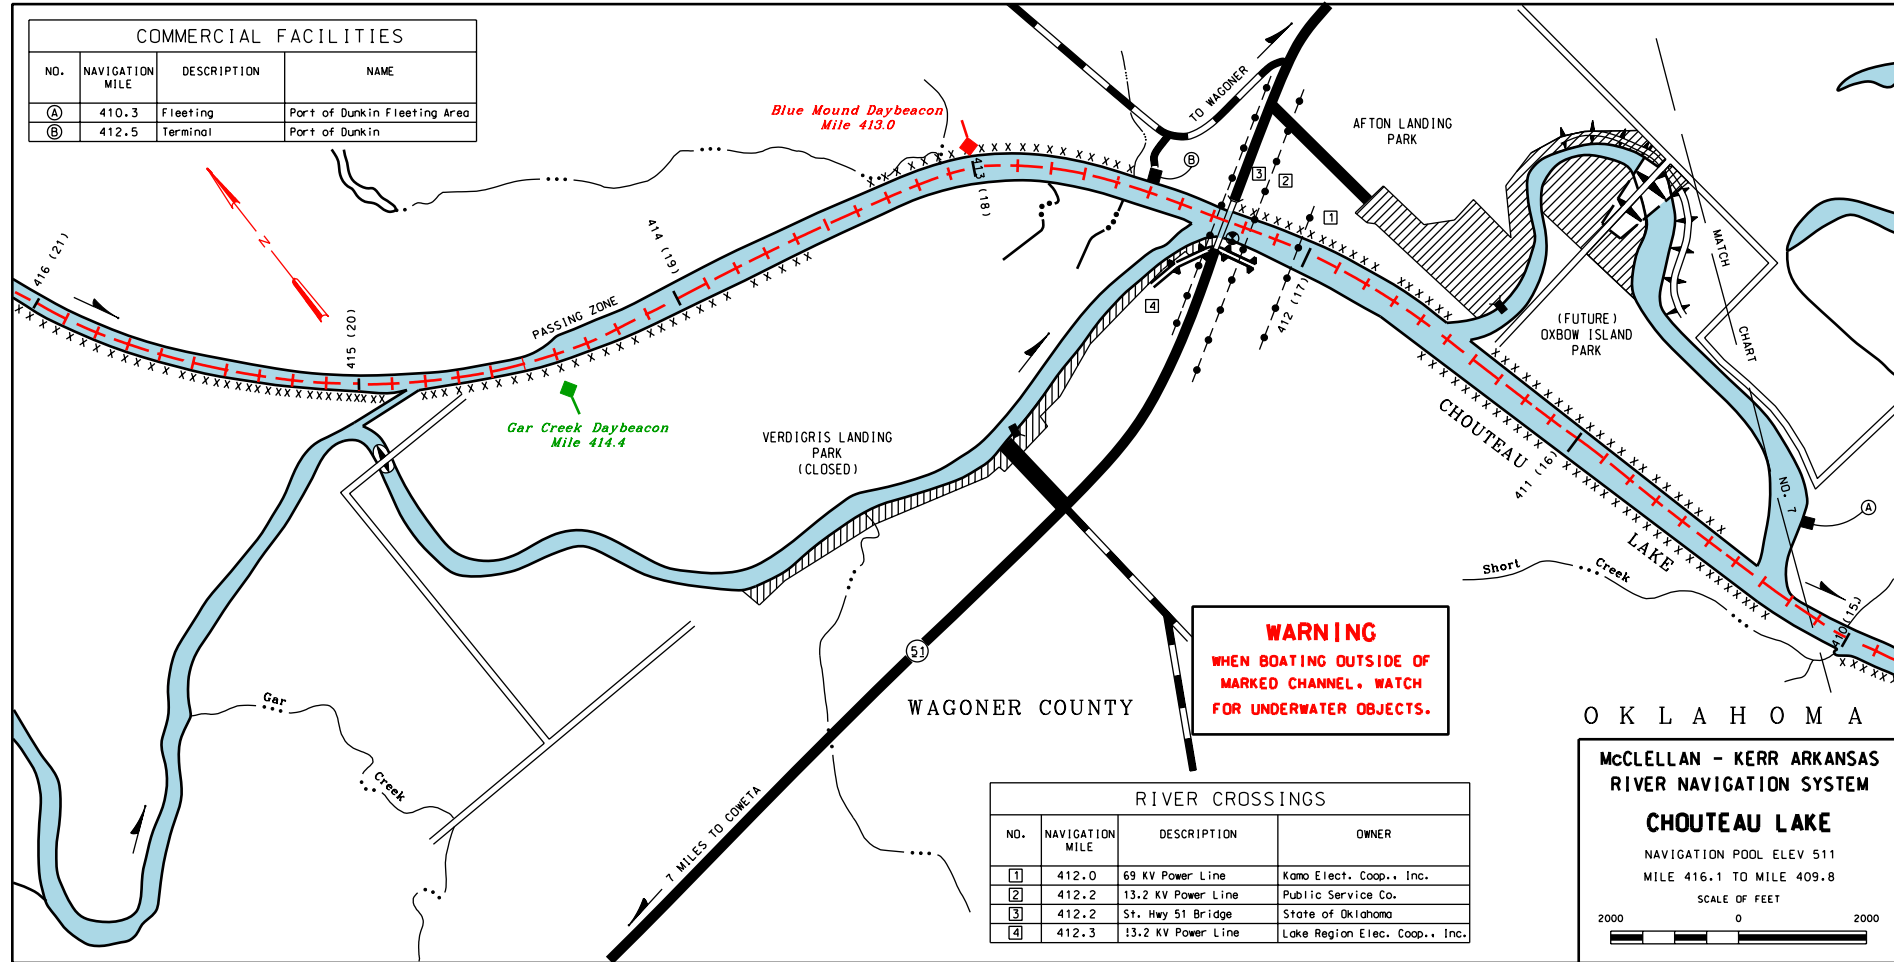 COMMERCIAL FACILITIES
NO. NAVIGATION MILE DESCRIPTION NAME
A 410.3 Fleeting Port of Dunkin Fleeting Area
B 412.5 Terminal Port of Dunkin
Blue Mound Daybeacon
Mile 413.0
TO WAGONER
AFTON LANDING
PARK
B
3
2
1
4
N
416 (21)
415 (20)
414 (19)
413 (18)
412 (17)
411 (16)
410 (15)
PASSING ZONE
Gar Creek Daybeacon
Mile 414.4
VERDIGRIS LANDING
PARK
(CLOSED)
(FUTURE)
OXBOW ISLAND
PARK
MATCH
CHART
NO. 7
A
CHOUTEAU
LAKE
Short
Creek
Gar
Creek
51
7 MILES TO COWETA
WAGONER COUNTY
WARNING
WHEN BOATING OUTSIDE OF
MARKED CHANNEL, WATCH
FOR UNDERWATER OBJECTS.
OKLAHOMA
RIVER CROSSINGS
NO. NAVIGATION MILE DESCRIPTION OWNER
1 412.0 69 KV Power Line Kamo Elect. Coop., Inc.
2 412.2 13.2 KV Power Line Public Service Co.
3 412.2 St. Hwy 51 Bridge State of Oklahoma
4 412.3 13.2 KV Power Line Lake Region Elec. Coop., Inc.
McCLELLAN - KERR ARKANSAS
RIVER NAVIGATION SYSTEM
CHOUTEAU LAKE
NAVIGATION POOL ELEV 511
MILE 416.1 TO MILE 409.8
SCALE OF FEET
2000 0 2000